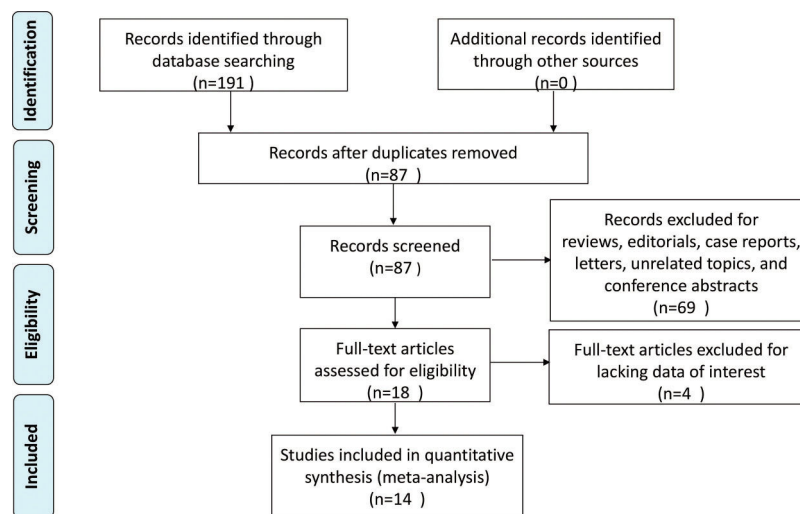 Identification
Records identified through
database searching
(n=191 )
Additional records identified
through other sources
(n=0 )
Screening
Records after duplicates removed
(n=87 )
Records screened
(n=87 )
Records excluded for
reviews, editorials, case reports,
letters, unrelated topics, and
conference abstracts
(n=69 )
Eligibility
Full-text articles
assessed for eligibility
(n=18 )
Full-text articles excluded for
lacking data of interest
(n=4 )
Included
Studies included in quantitative
synthesis (meta-analysis)
(n=14 )